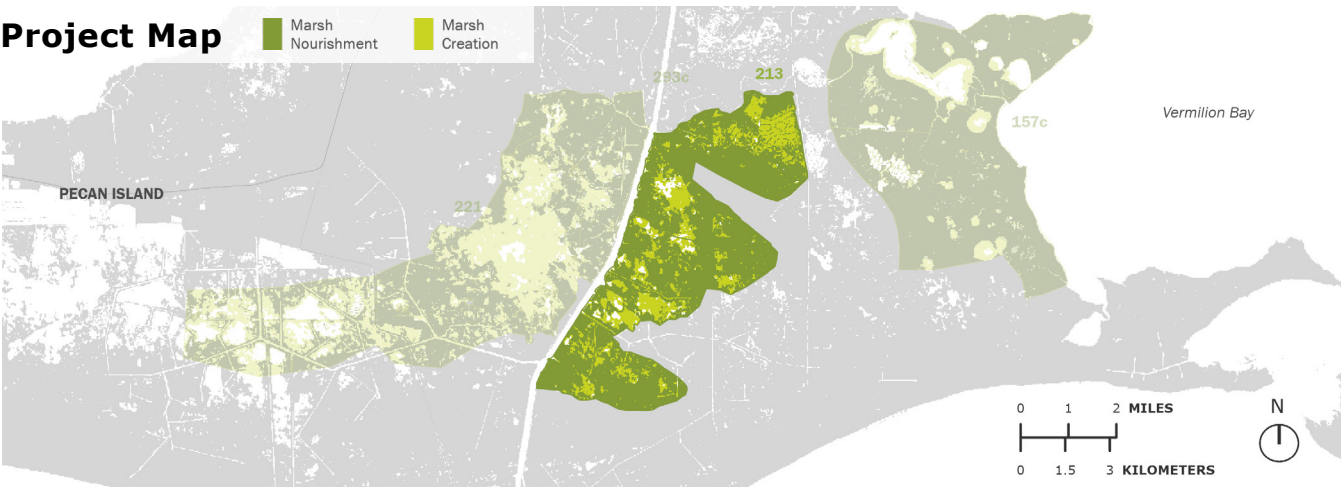 Project Map
Marsh
Nourishment
Marsh
Creation
293c
213
157c
Vermilion Bay
PECAN ISLAND
221
0 1 2 MILES
0 1.5 3 KILOMETERS
N